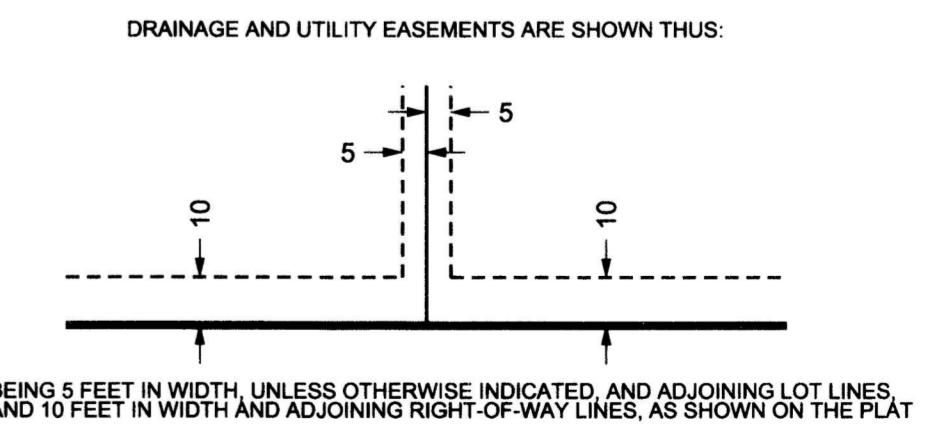 DRAINAGE AND UTILITY EASEMENTS ARE SHOWN THUS:
5
5
10
10
BEING 5 FEET IN WIDTH, UNLESS OTHERWISE INDICATED, AND ADJOINING LOT LINES,
AND 10 FEET IN WIDTH AND ADJOINING RIGHT-OF-WAY LINES, AS SHOWN ON THE PLAT